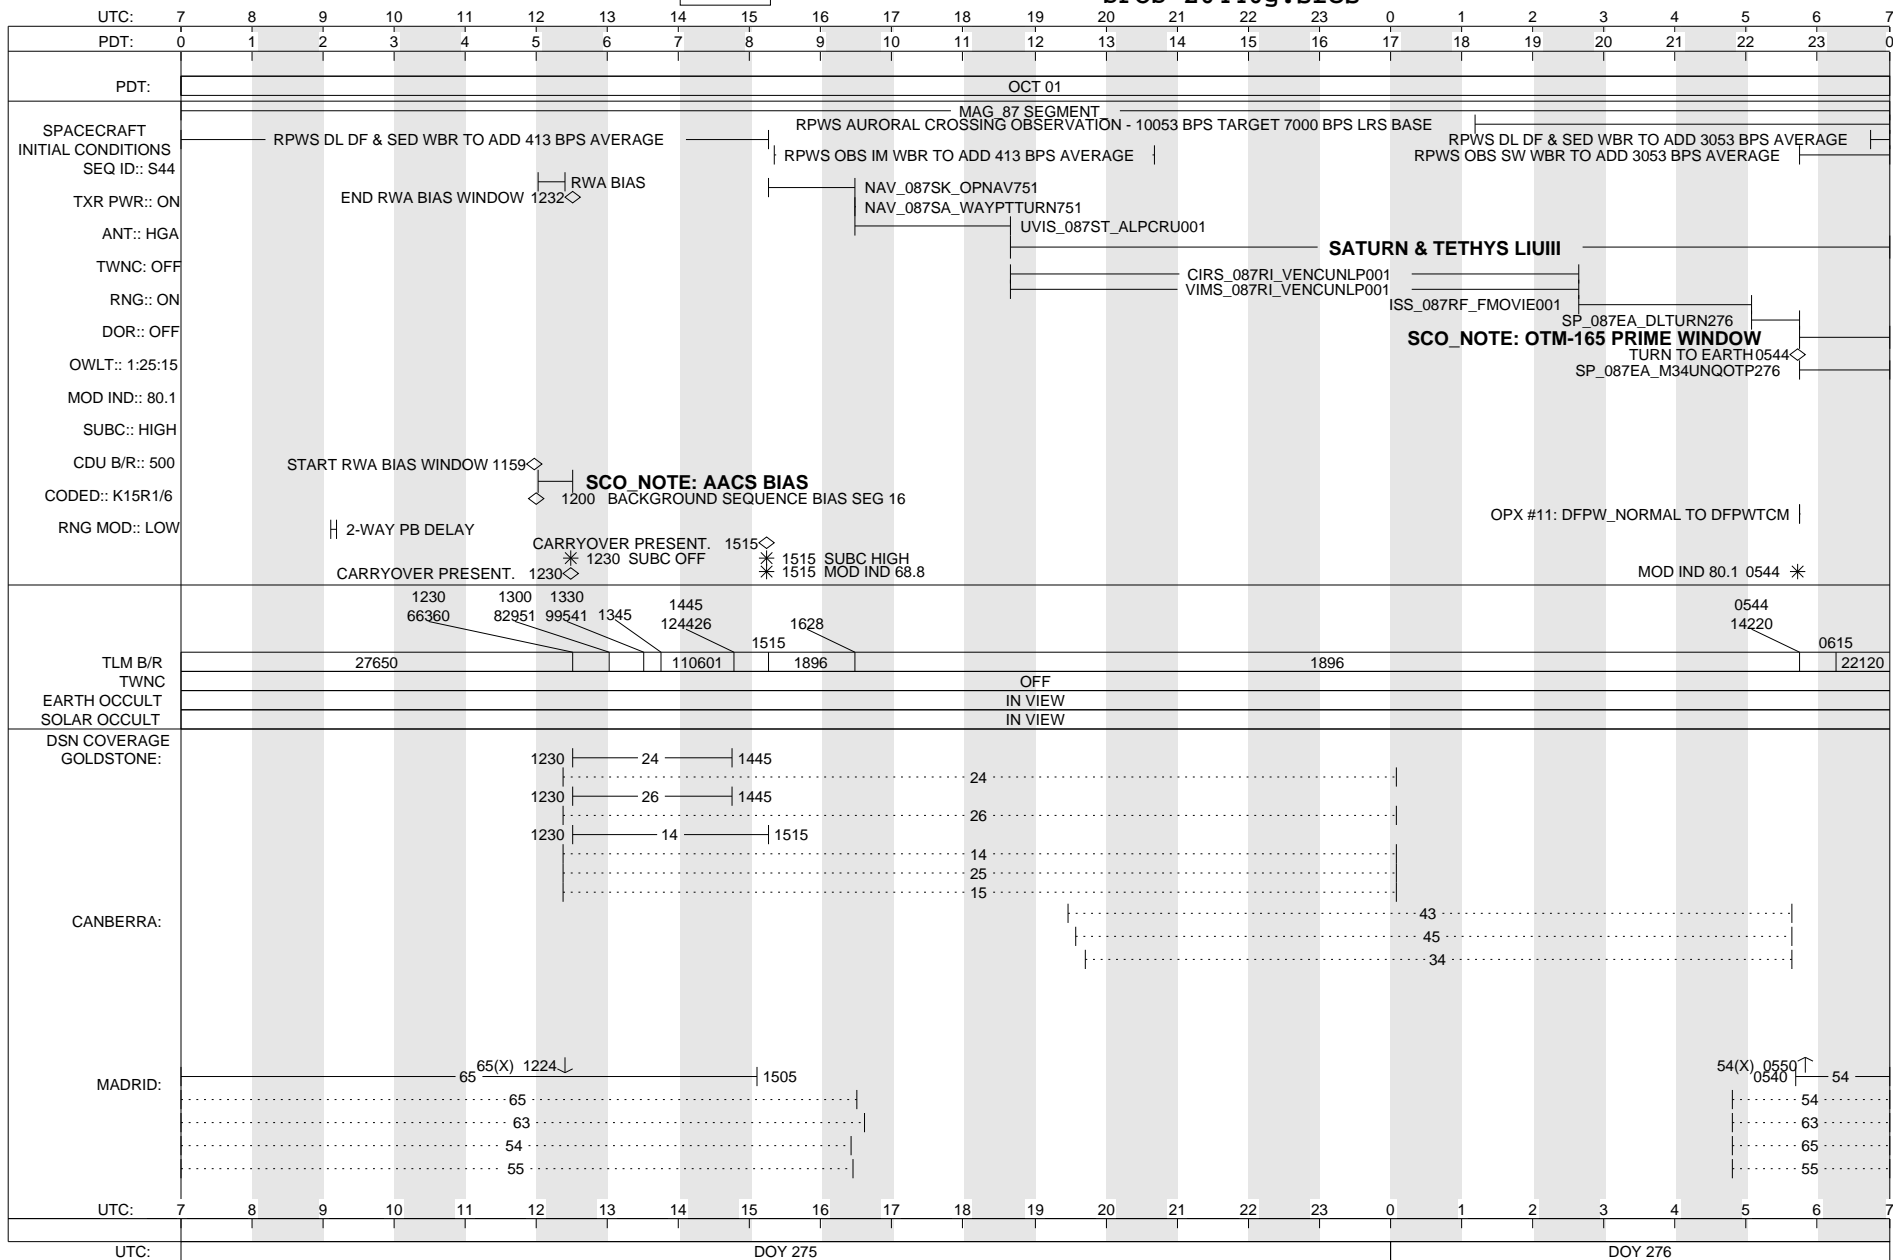 UTC: 7 8 9 10 11 12 13 14 15 16 17 18 19 20 21 22 23 0 1 2 3 4 5 6 7
PDT: 0 1 2 3 4 5 6 7 8 9 10 11 12 13 14 15 16 17 18 19 20 21 22 23 0
PDT: OCT 01
MAG_87 SEGMENT
SPACECRAFT
INITIAL CONDITIONS
SEQ ID:: S44
TXR PWR:: ON
ANT:: HGA
TWNC: OFF
RNG:: ON
DOR:: OFF
OWLT:: 1:25:15
MOD IND:: 80.1
SUBC:: HIGH
CDU B/R:: 500
CODED:: K15R1/6
RNG MOD:: LOW
RPWS AURORAL CROSSING OBSERVATION - 10053 BPS TARGET 7000 BPS LRS BASE
RPWS DL DF & SED WBR TO ADD 413 BPS AVERAGE
RPWS DL DF & SED WBR TO ADD 3053 BPS AVERAGE
RPWS OBS IM WBR TO ADD 413 BPS AVERAGE
RPWS OBS SW WBR TO ADD 3053 BPS AVERAGE
RWA BIAS
NAV_087SK_OPNAV751
END RWA BIAS WINDOW 1232
NAV_087SA_WAYPTTURN751
UVIS_087ST_ALPCRU001
SATURN & TETHYS LIUIII
CIRS_087RI_VENCUNLP001
VIMS_087RI_VENCUNLP001
ISS_087RF_FMOVIE001
SP_087EA_DLTURN276
SCO_NOTE: OTM-165 PRIME WINDOW
TURN TO EARTH 0544
SP_087EA_M34UNQOTP276
START RWA BIAS WINDOW 1159
SCO_NOTE: AACS BIAS
1200 BACKGROUND SEQUENCE BIAS SEG 16
OPX #11: DFPW_NORMAL TO DFPWTCM
2-WAY PB DELAY
CARRYOVER PRESENT. 1515
1230 SUBC OFF
1515 SUBC HIGH
CARRYOVER PRESENT. 1230
1515 MOD IND 68.8
MOD IND 80.1 0544
1230 1300 1330 1445 0544
66360 82951 99541 1345 124426 1628 14220
1515 0615
TLM B/R 27650 110601 1896 1896 22120
TWNC OFF
EARTH OCCULT IN VIEW
SOLAR OCCULT IN VIEW
DSN COVERAGE
GOLDSTONE:
1230 24 1445
24
1230 26 1445
26
1230 14 1515
14
25
15
CANBERRA:
43
45
34
MADRID:
65(X) 1224
54(X) 0550
65 1505
0540 54
65 54
63 63
54 65
55 55
UTC: 7 8 9 10 11 12 13 14 15 16 17 18 19 20 21 22 23 0 1 2 3 4 5 6 7
UTC: DOY 275 DOY 276